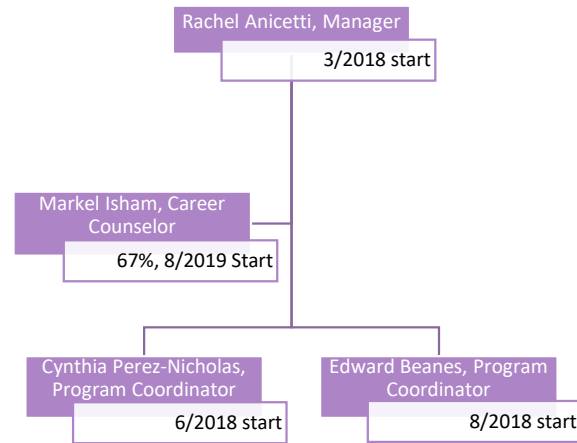 Rachel Anicetti, Manager
3/2018 start
Markel Isham, Career
Counselor
67%, 8/2019 Start
Cynthia Perez-Nicholas,
Program Coordinator
6/2018 start
Edward Beanes, Program
Coordinator
8/2018 start